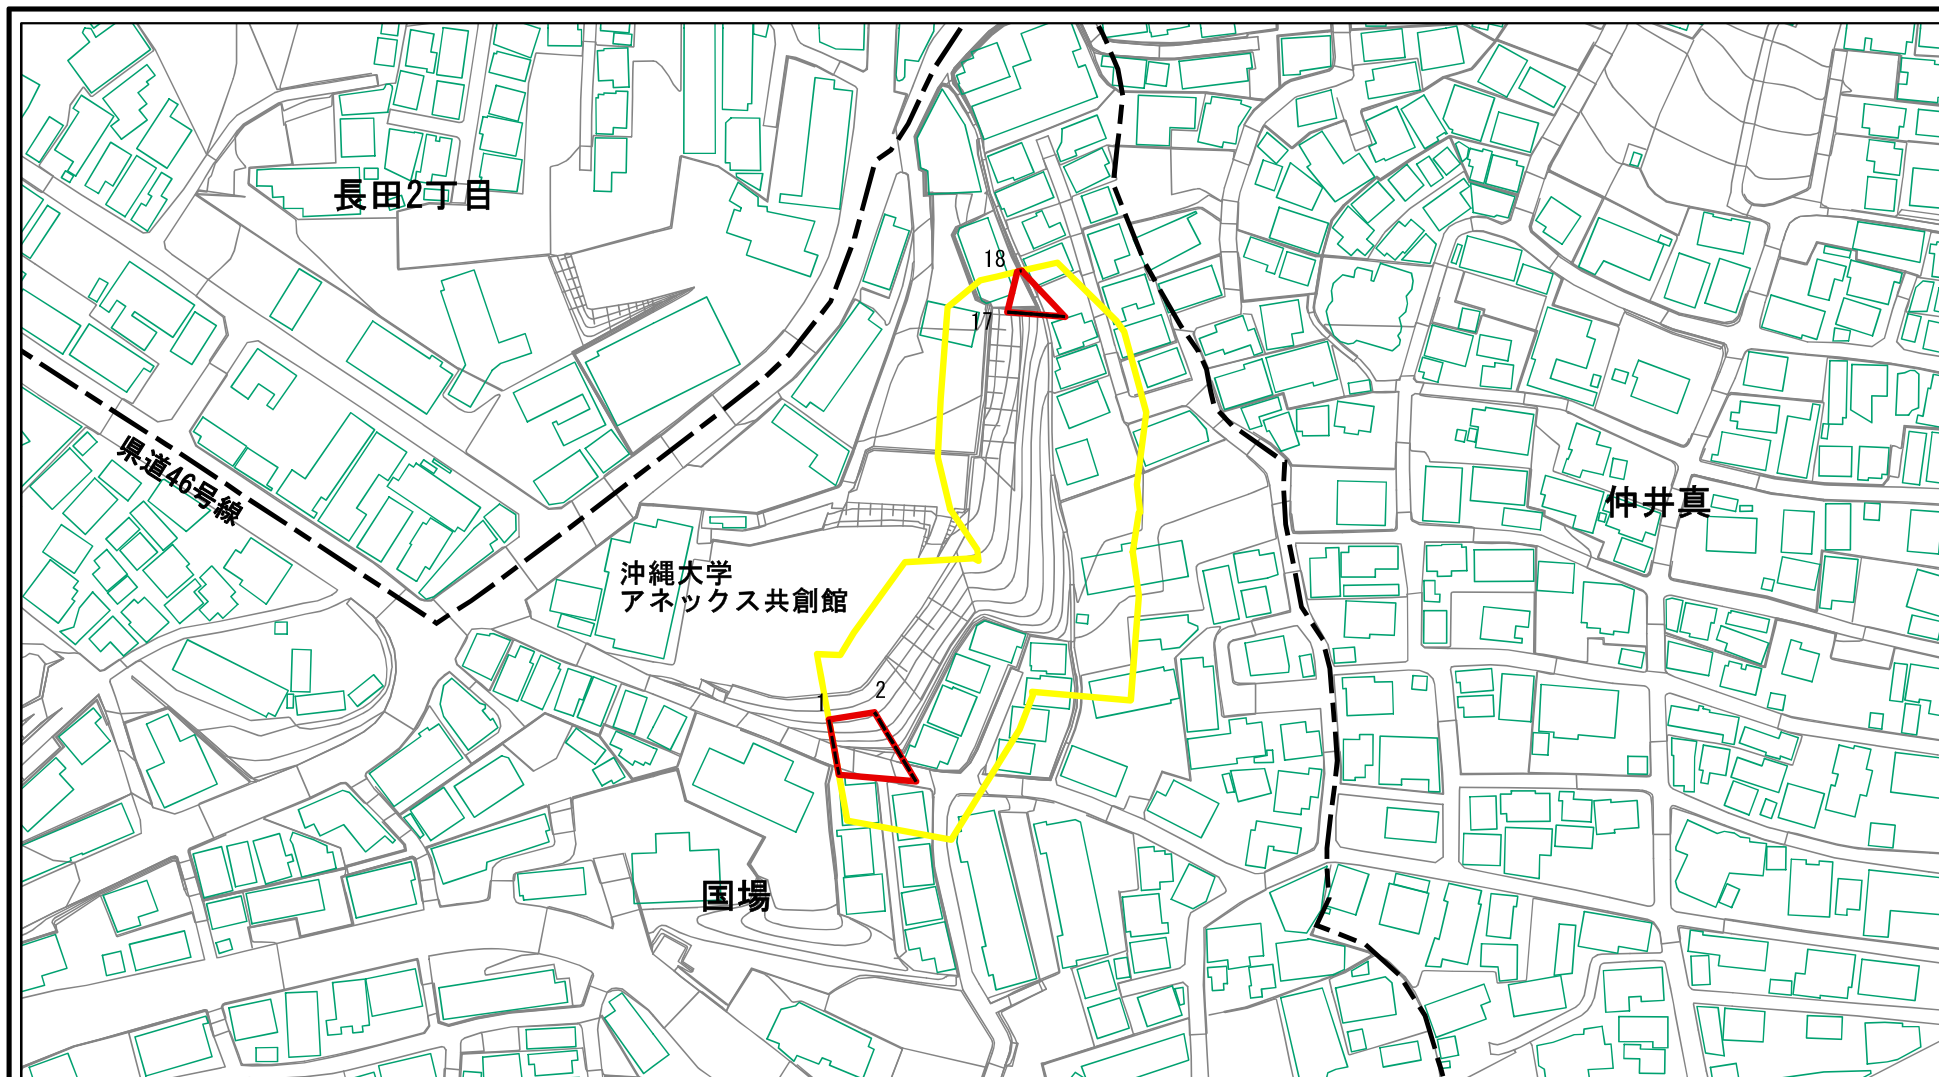 長田2丁目
18
17
県道46号線
仲井真
沖縄大学
アネックス共創館
2
1
国場